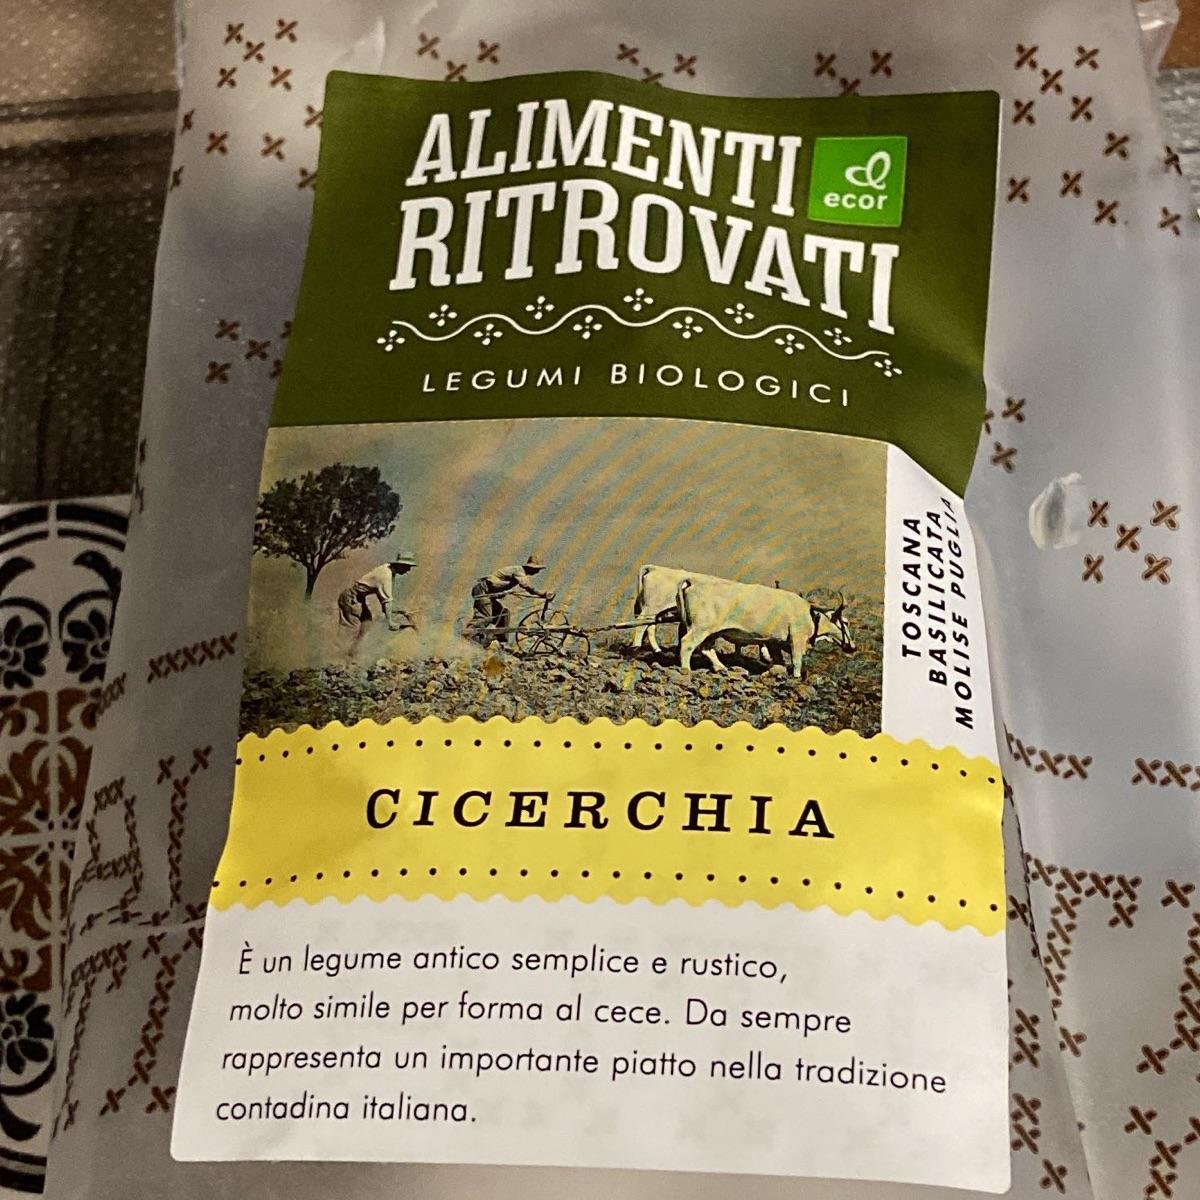 ALIMENTI
RITROVATI
ecor
LEGUMI BIOLOGICI
TOSCANA
BASILICATA
MOLISE PUGLIA
CICERCHIA
È un legume antico semplice e rustico,
molto simile per forma al cece. Da sempre
rappresenta un importante piatto nella tradizione
contadina italiana.